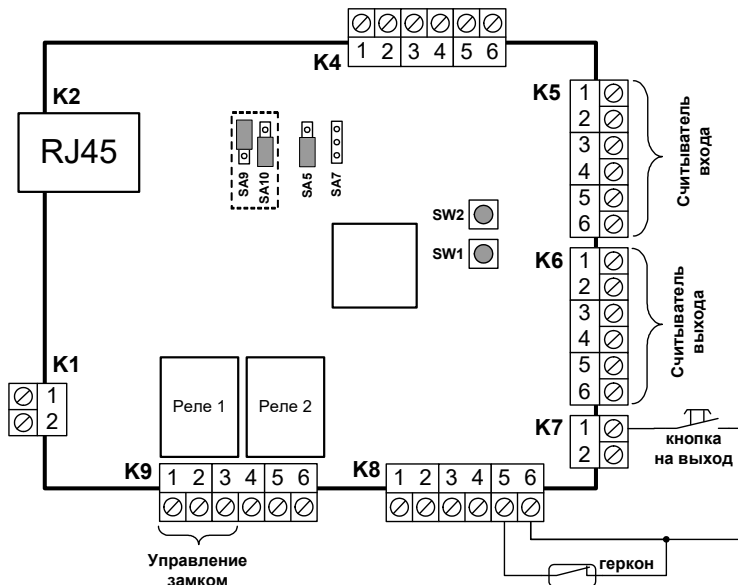 K4
1 2 3 4 5 6
K2
RJ45
SA9
SA10
SA5
SA7
SW2
SW1
K5
1
2
3
4
5
6
Считыватель
входа
K6
1
2
3
4
5
6
Считыватель
выхода
K1
1
2
Реле 1
Реле 2
K7
1
2
кнопка
на выход
K9
1 2 3 4 5 6
K8
1 2 3 4 5 6
Управление
замком
геркон